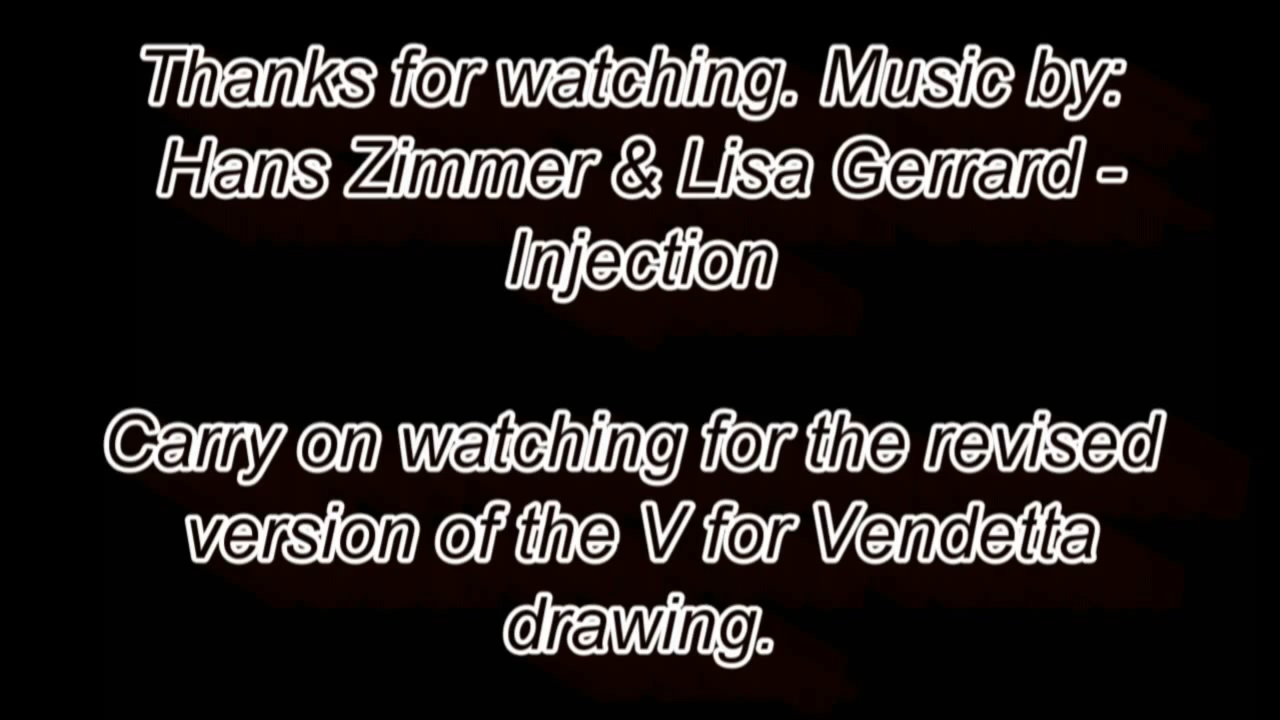 Thanks for watching. Music by:
Hans Zimmer & Lisa Gerrard -
Injection
Carry on watching for the revised
version of the V for Vendetta
drawing.